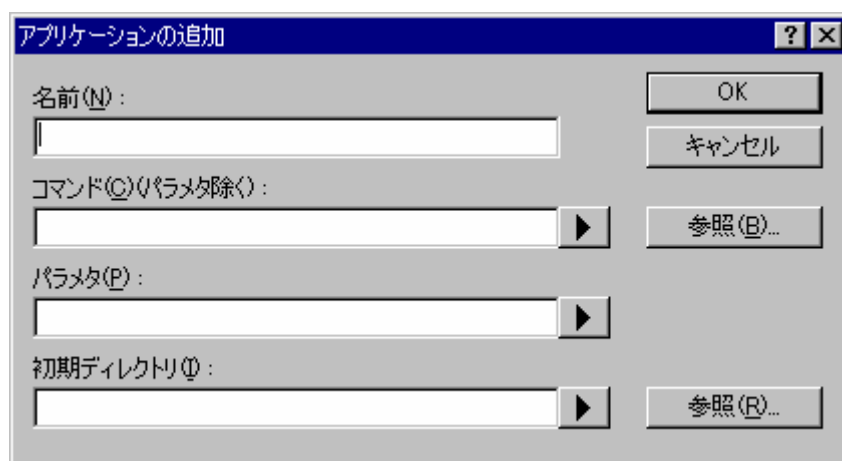 アプリケーションの追加
名前(N) :
OK
キャンセル
コマンド(C)(パラメタ除く) :
参照(B)...
パラメタ(P) :
初期ディレクトリ(I) :
参照(R)...